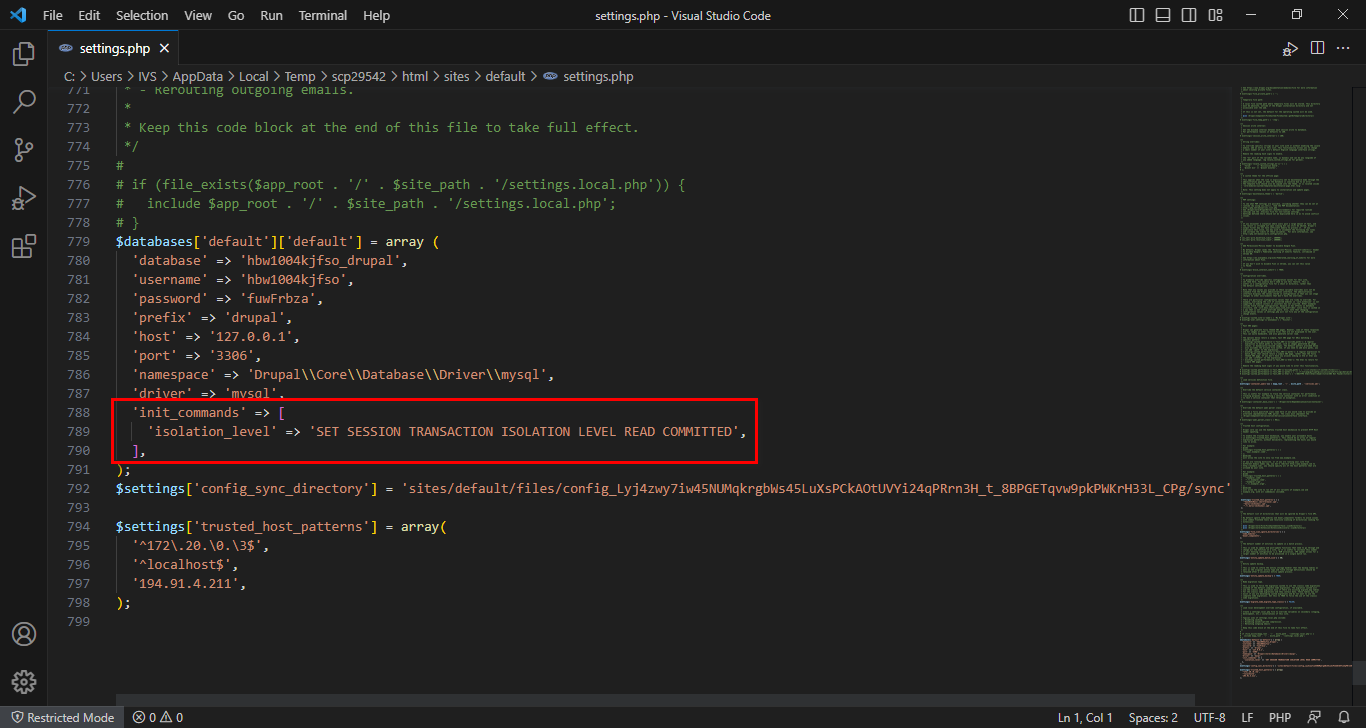 File Edit Selection View Go Run Terminal Help
settings.php - Visual Studio Code
settings.php
C: > Users > IVS > AppData > Local > Temp > scp29542 > html > sites > default > settings.php
771 * - Rerouting outgoing emails.
772 *
773 * Keep this code block at the end of this file to take full effect.
774 */
775 #
776 # if (file_exists($app_root . '/' . $site_path . '/settings.local.php')) {
777 #   include $app_root . '/' . $site_path . '/settings.local.php';
778 # }
779 $databases['default']['default'] = array (
780   'database' => 'hbw1004kjfso_drupal',
781   'username' => 'hbw1004kjfso',
782   'password' => 'fuwFrbza',
783   'prefix' => 'drupal',
784   'host' => '127.0.0.1',
785   'port' => '3306',
786   'namespace' => 'Drupal\\Core\\Database\\Driver\\mysql',
787   'driver' => 'mysql',
788   'init_commands' => [
789     'isolation_level' => 'SET SESSION TRANSACTION ISOLATION LEVEL READ COMMITTED',
790   ],
791 );
792 $settings['config_sync_directory'] = 'sites/default/files/config_Lyj4zwy7iw45NUMqkrgbWs45LuXsPCkAOtUVYi24qPRrn3H_t_8BPGETqvw9pkPWKrH33L_CPg/sync'
793
794 $settings['trusted_host_patterns'] = array(
795   '^172\.20.\0.\3$',
796   '^localhost$',
797   '194.91.4.211',
798 );
799
Restricted Mode 0 0
Ln 1, Col 1 Spaces: 2 UTF-8 LF PHP